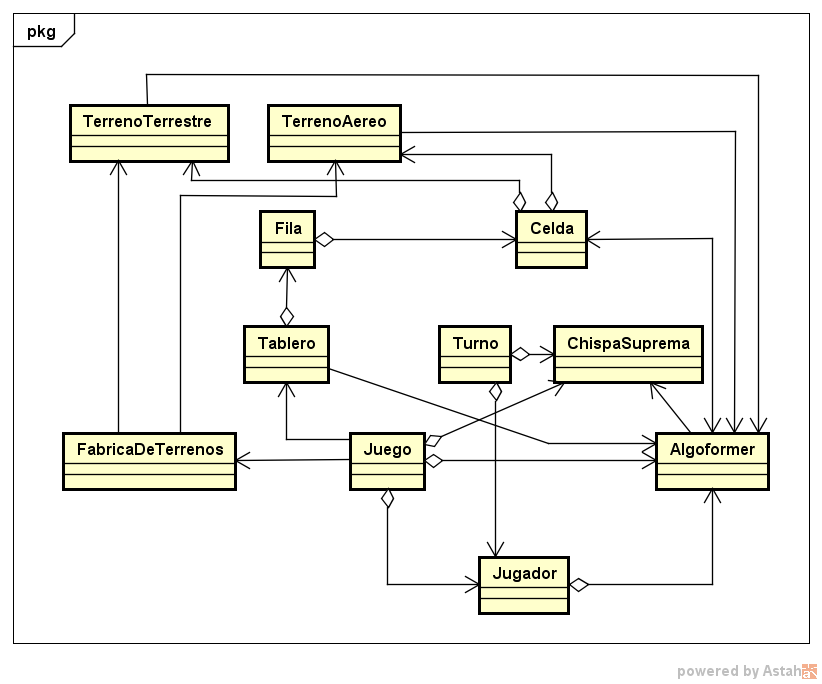 pkg
TerrenoTerrestre
TerrenoAereo
Fila
Celda
Tablero
Turno
ChispaSuprema
FabricaDeTerrenos
Juego
Algoformer
Jugador
powered by Astah